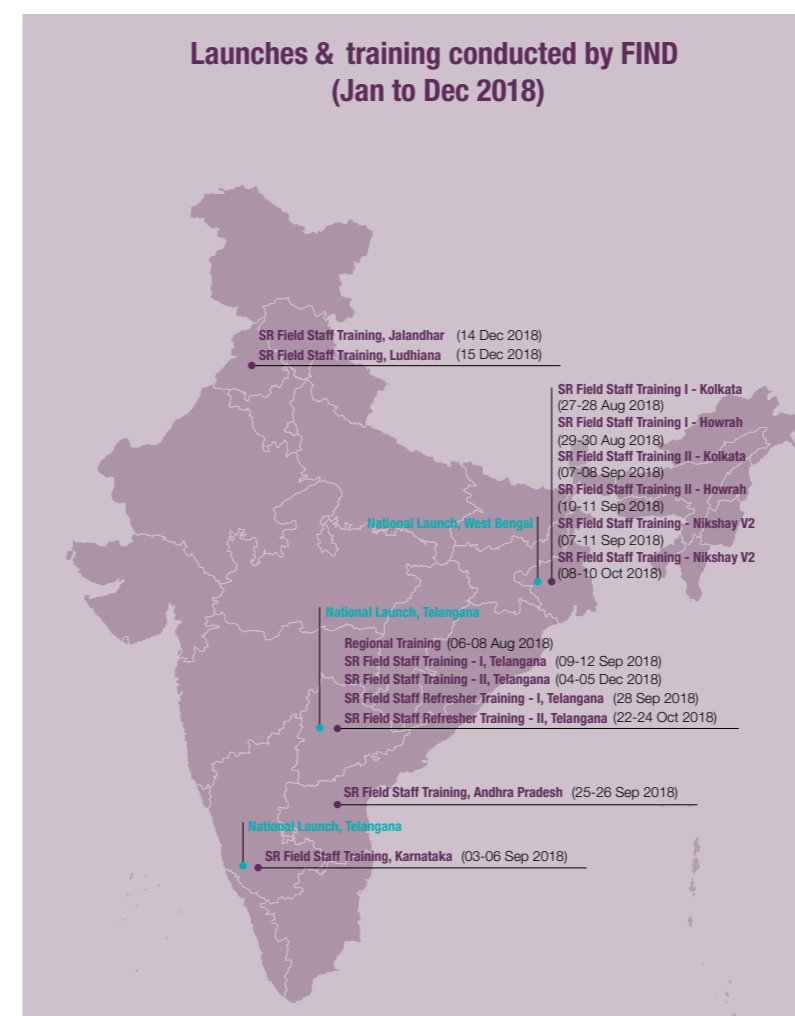 Launches & training conducted by FIND
(Jan to Dec 2018)
SR Field Staff Training, Jalandhar (14 Dec 2018)
SR Field Staff Training, Ludhiana (15 Dec 2018)
SR Field Staff Training I - Kolkata
(27-28 Aug 2018)
SR Field Staff Training I - Howrah
(29-30 Aug 2018)
SR Field Staff Training II - Kolkata
(07-08 Sep 2018)
SR Field Staff Training II - Howrah
(10-11 Sep 2018)
National Launch, West Bengal
SR Field Staff Training - Nikshay V2
(07-11 Sep 2018)
SR Field Staff Training - Nikshay V2
(08-10 Oct 2018)
National Launch, Telangana
Regional Training (06-08 Aug 2018)
SR Field Staff Training - I, Telangana (09-12 Sep 2018)
SR Field Staff Training - II, Telangana (04-05 Dec 2018)
SR Field Staff Refresher Training - I, Telangana (28 Sep 2018)
SR Field Staff Refresher Training - II, Telangana (22-24 Oct 2018)
SR Field Staff Training, Andhra Pradesh (25-26 Sep 2018)
National Launch, Telangana
SR Field Staff Training, Karnataka (03-06 Sep 2018)